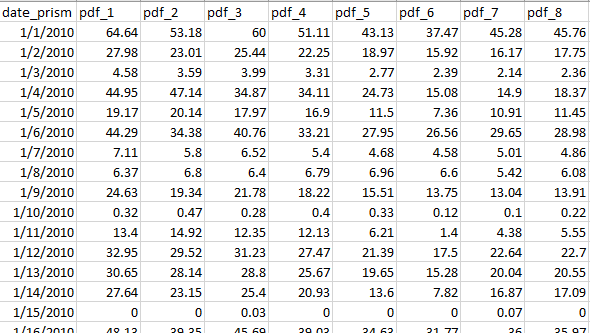 date_prism pdf_1 pdf_2 pdf_3 pdf_4 pdf_5 pdf_6 pdf_7 pdf_8
1/1/2010 64.64 53.18 60 51.11 43.13 37.47 45.28 45.76
1/2/2010 27.98 23.01 25.44 22.25 18.97 15.92 16.17 17.75
1/3/2010 4.58 3.59 3.99 3.31 2.77 2.39 2.14 2.36
1/4/2010 44.95 47.14 34.87 34.11 24.73 15.08 14.9 18.37
1/5/2010 19.17 20.14 17.97 16.9 11.5 7.36 10.91 11.45
1/6/2010 44.29 34.38 40.76 33.21 27.95 26.56 29.65 28.98
1/7/2010 7.11 5.8 6.52 5.4 4.68 4.58 5.01 4.86
1/8/2010 6.37 6.8 6.4 6.79 6.96 6.6 5.42 6.08
1/9/2010 24.63 19.34 21.78 18.22 15.51 13.75 13.04 13.91
1/10/2010 0.32 0.47 0.28 0.4 0.33 0.12 0.1 0.22
1/11/2010 13.4 14.92 12.35 12.13 6.21 1.4 4.38 5.55
1/12/2010 32.95 29.52 31.23 27.47 21.39 17.5 22.64 22.7
1/13/2010 30.65 28.14 28.8 25.67 19.65 15.28 20.04 20.55
1/14/2010 27.64 23.15 25.4 20.93 13.6 7.82 16.87 17.09
1/15/2010 0 0 0.03 0 0 0 0.07 0
1/16/2010 48.13 39.35 45.69 39.03 34.63 31.77 36 35.97